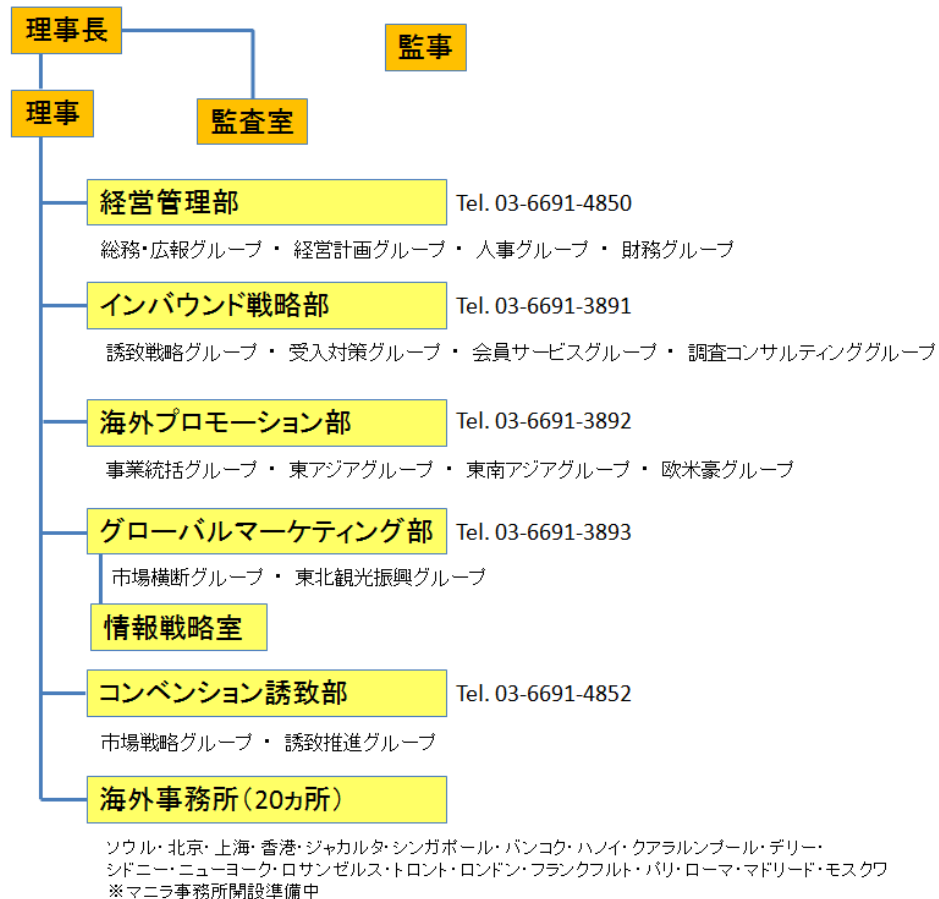 理事長
監事
理事
監査室
経営管理部 Tel. 03-6691-4850
総務・広報グループ ・ 経営計画グループ ・ 人事グループ ・ 財務グループ
インバウンド戦略部 Tel. 03-6691-3891
誘致戦略グループ ・ 受入対策グループ ・ 会員サービスグループ ・ 調査コンサルティンググループ
海外プロモーション部 Tel. 03-6691-3892
事業統括グループ ・ 東アジアグループ ・ 東南アジアグループ ・ 欧米豪グループ
グローバルマーケティング部 Tel. 03-6691-3893
市場横断グループ ・ 東北観光振興グループ
情報戦略室
コンベンション誘致部 Tel. 03-6691-4852
市場戦略グループ ・ 誘致推進グループ
海外事務所（20ヵ所）
ソウル・北京・上海・香港・ジャカルタ・シンガポール・バンコク・ハノイ・クアラルンプール・デリー・
シドニー・ニューヨーク・ロサンゼルス・トロント・ロンドン・フランクフルト・パリ・ローマ・マドリード・モスクワ
※マニラ事務所開設準備中